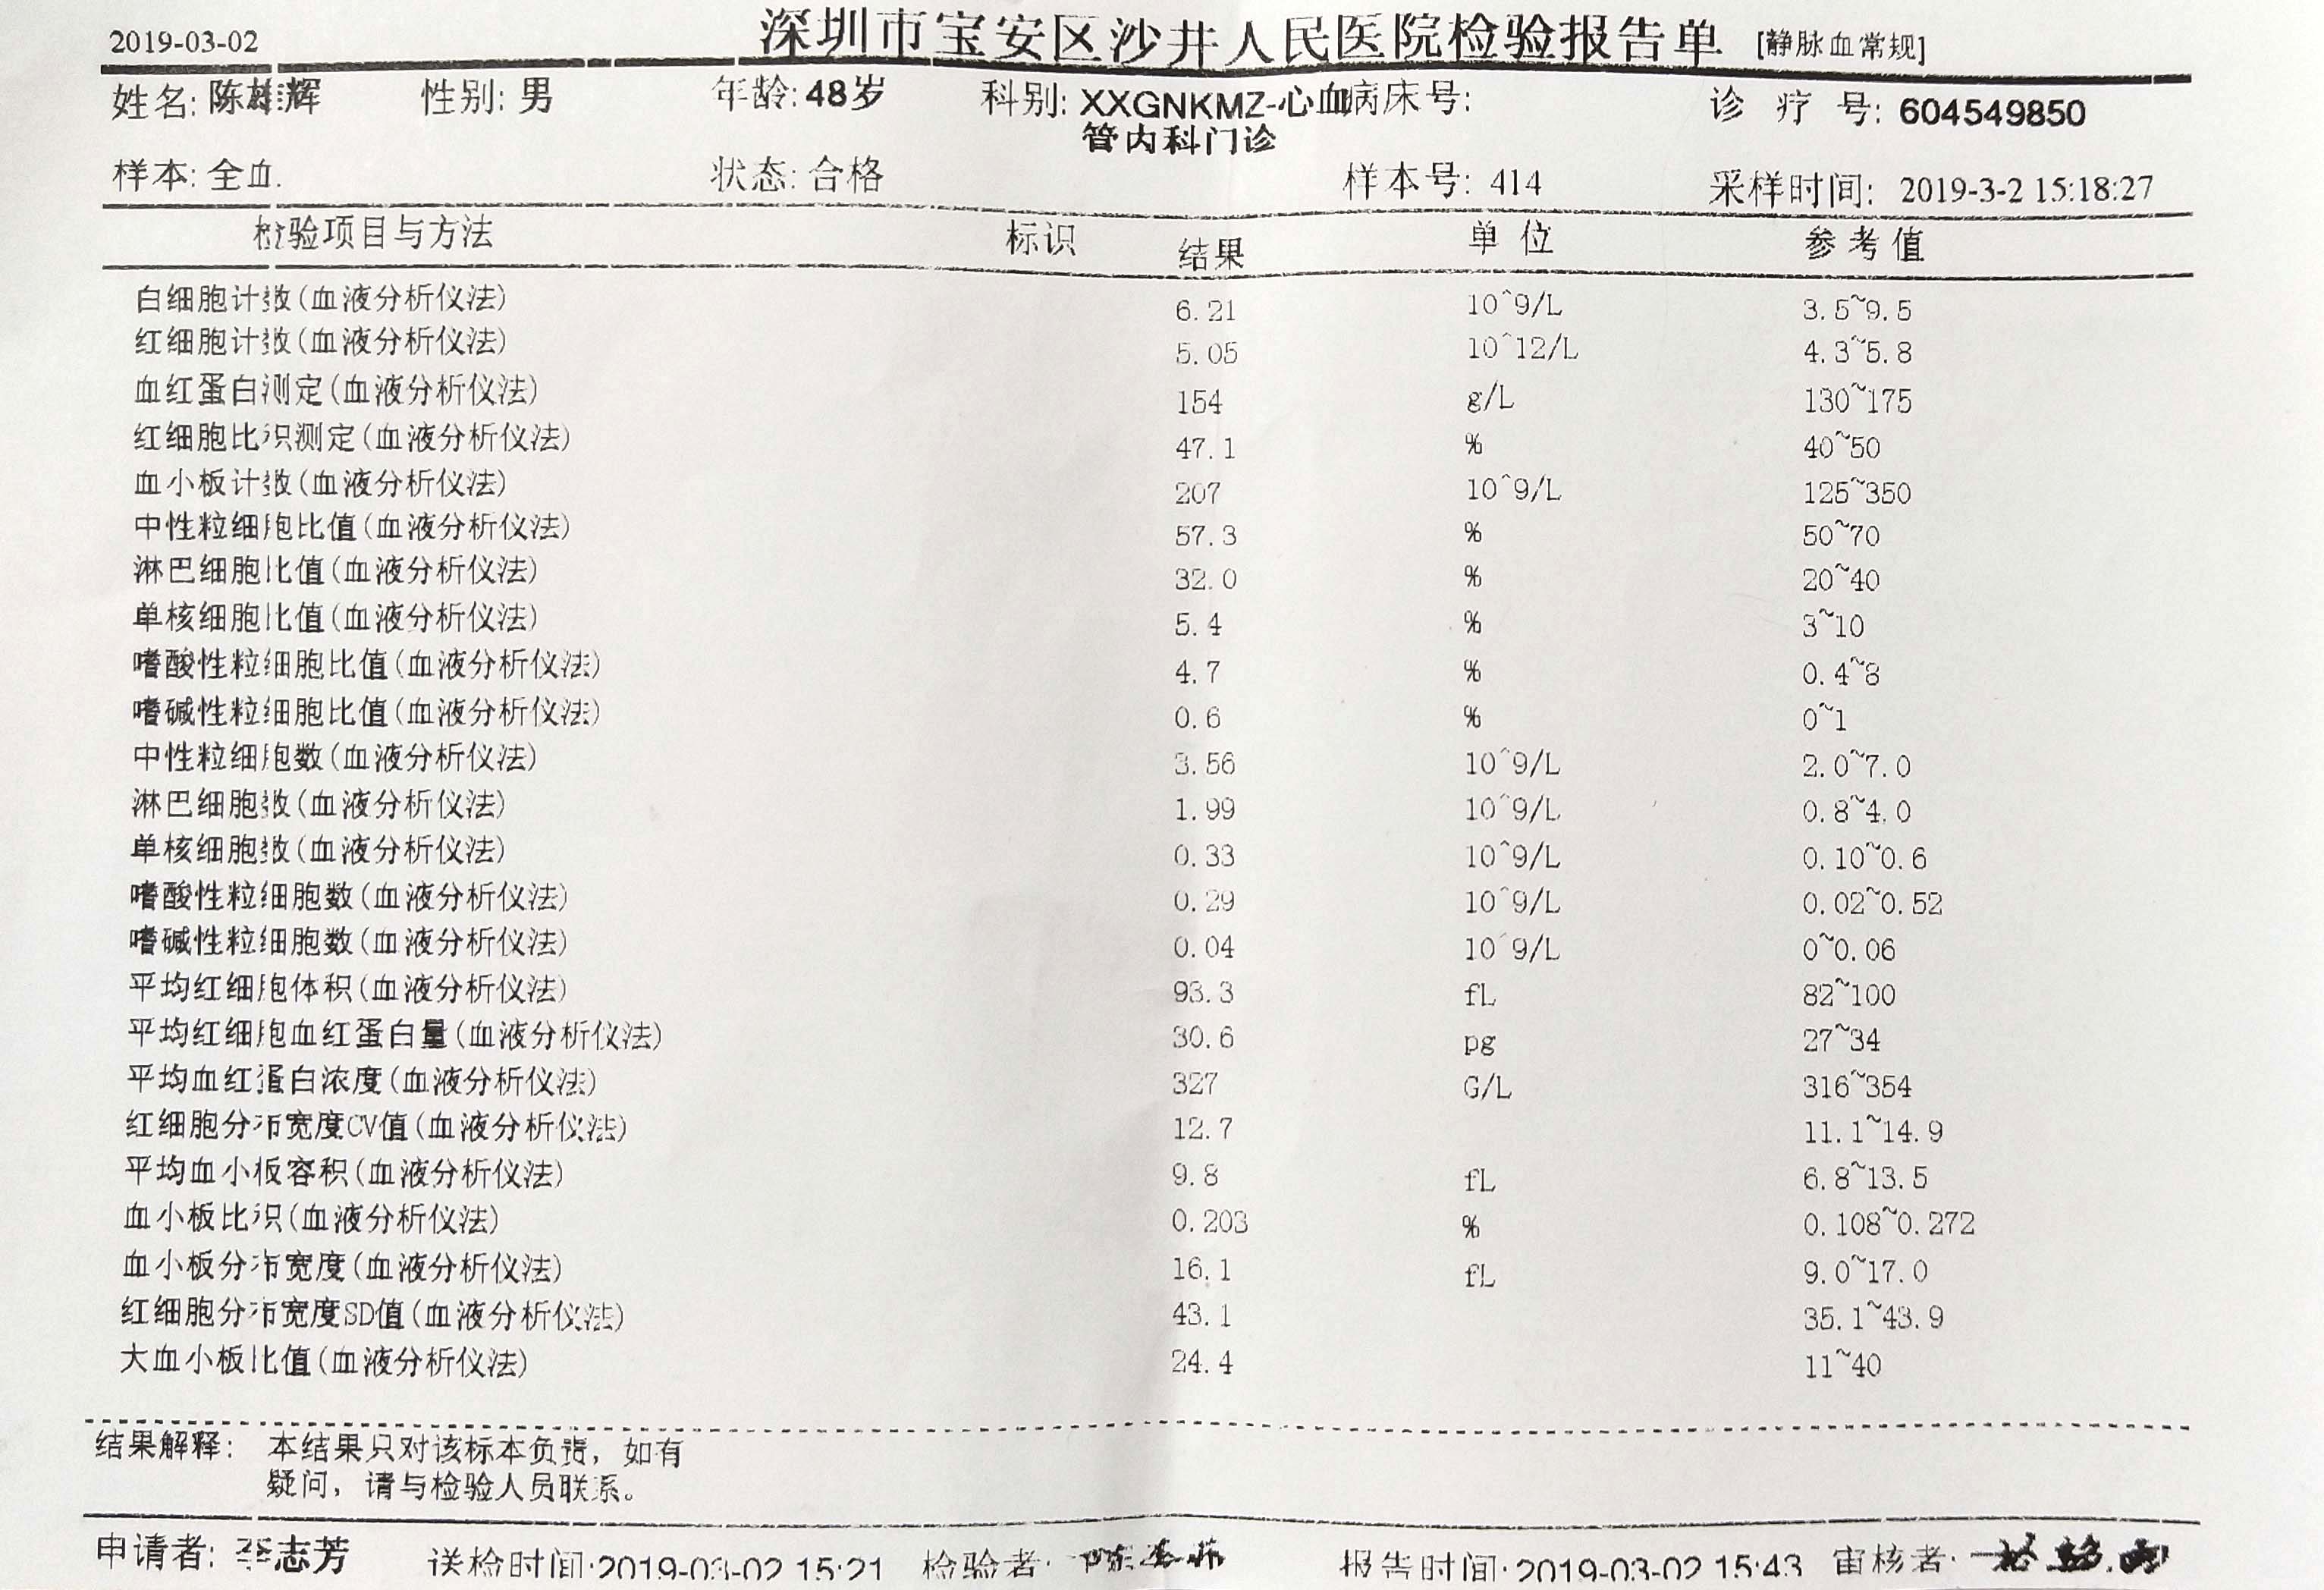 深圳市宝安区沙井人民医院检验报告单 [静脉血常规]
2019-03-02
姓名: 陈雄辉 性别: 男 年龄: 48岁 科别: XXGNKMZ-心血管内科门诊 病床号: 诊 疗 号: 604549850
样本: 全血. 状态: 合格 样本号: 414 采样时间: 2019-3-2 15:18:27
检验项目与方法 标识 结果 单 位 参 考 值
白细胞计数(血液分析仪法) 6.21 10^9/L 3.5~9.5
红细胞计数(血液分析仪法) 5.05 10^12/L 4.3~5.8
血红蛋白测定(血液分析仪法) 154 g/L 130~175
红细胞比积测定(血液分析仪法) 47.1 % 40~50
血小板计数(血液分析仪法) 207 10^9/L 125~350
中性粒细胞比值(血液分析仪法) 57.3 % 50~70
淋巴细胞比值(血液分析仪法) 32.0 % 20~40
单核细胞比值(血液分析仪法) 5.4 % 3~10
嗜酸性粒细胞比值(血液分析仪法) 4.7 % 0.4~8
嗜碱性粒细胞比值(血液分析仪法) 0.6 % 0~1
中性粒细胞数(血液分析仪法) 3.56 10^9/L 2.0~7.0
淋巴细胞数(血液分析仪法) 1.99 10^9/L 0.8~4.0
单核细胞数(血液分析仪法) 0.33 10^9/L 0.10~0.6
嗜酸性粒细胞数(血液分析仪法) 0.29 10^9/L 0.02~0.52
嗜碱性粒细胞数(血液分析仪法) 0.04 10^9/L 0~0.06
平均红细胞体积(血液分析仪法) 93.3 fL 82~100
平均红细胞血红蛋白量(血液分析仪法) 30.6 pg 27~34
平均血红蛋白浓度(血液分析仪法) 327 G/L 316~354
红细胞分布宽度CV值(血液分析仪法) 12.7 11.1~14.9
平均血小板容积(血液分析仪法) 9.8 fL 6.8~13.5
血小板比积(血液分析仪法) 0.203 % 0.108~0.272
血小板分布宽度(血液分析仪法) 16.1 fL 9.0~17.0
红细胞分布宽度SD值(血液分析仪法) 43.1 35.1~43.9
大血小板比值(血液分析仪法) 24.4 11~40
结果解释: 本结果只对该标本负责, 如有
疑问, 请与检验人员联系。
申请者: 李志芳 送检时间:2019-03-02 15:21 检验者: 报告时间:2019-03-02 15:43 审核者: